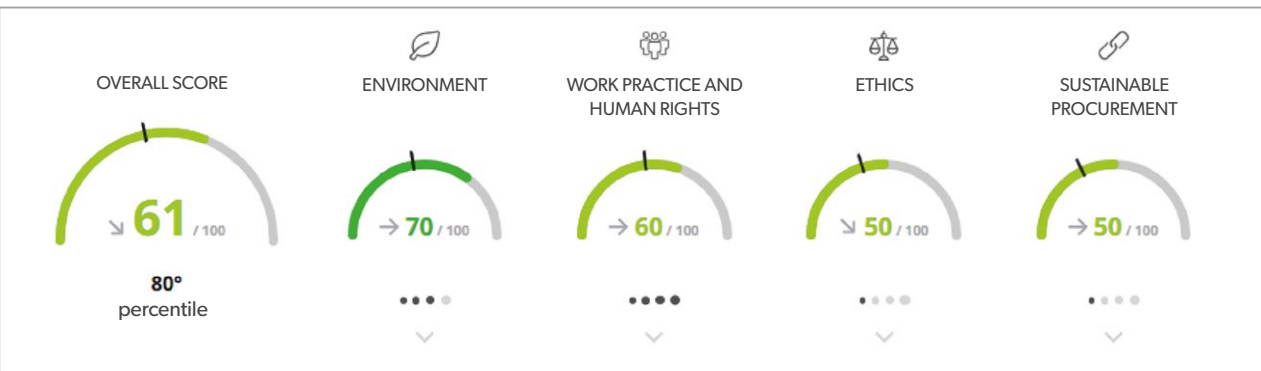 OVERALL SCORE
61 / 100
80°
percentile
ENVIRONMENT
70 / 100
WORK PRACTICE AND
HUMAN RIGHTS
60 / 100
ETHICS
50 / 100
SUSTAINABLE
PROCUREMENT
50 / 100